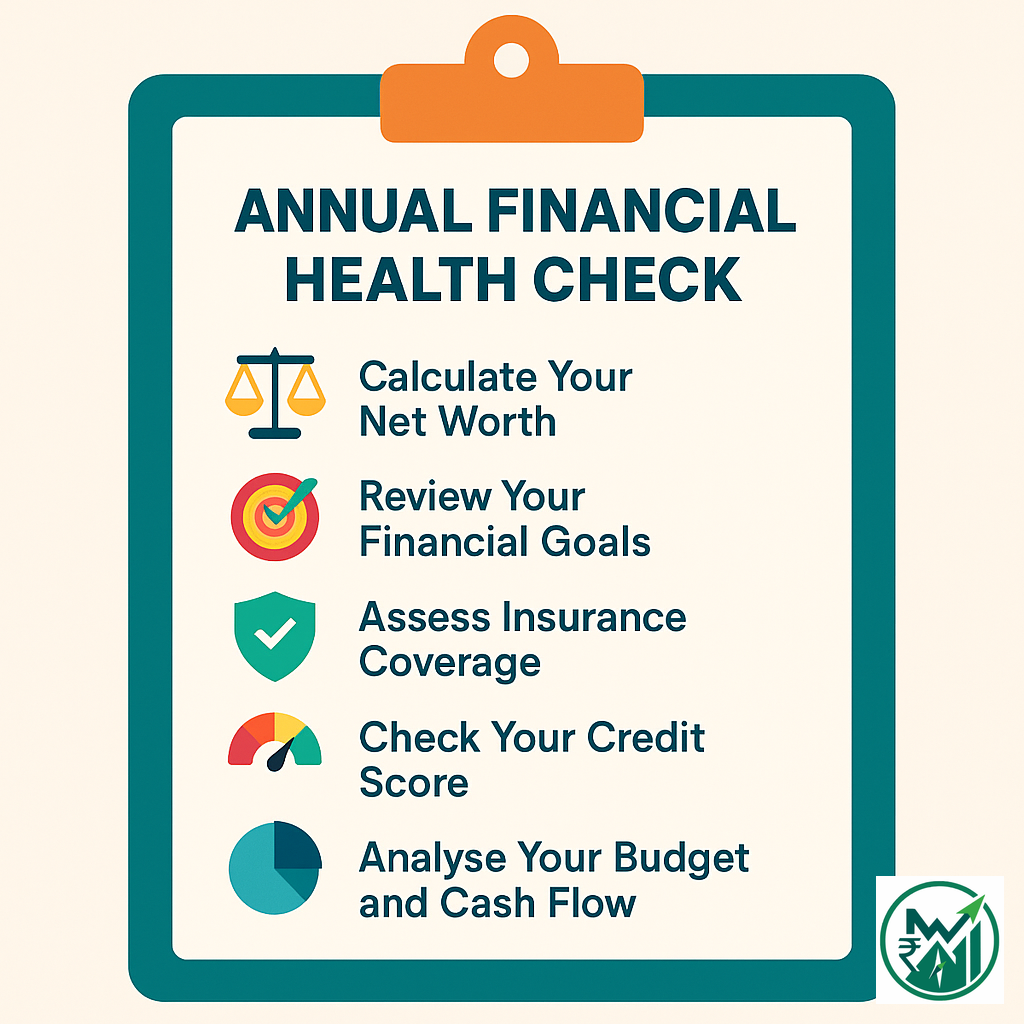 ANNUAL FINANCIAL
HEALTH CHECK
Calculate Your
Net Worth
Review Your
Financial Goals
Assess Insurance
Coverage
Check Your Credit
Score
Analyse Your Budget
and Cash Flow
₹